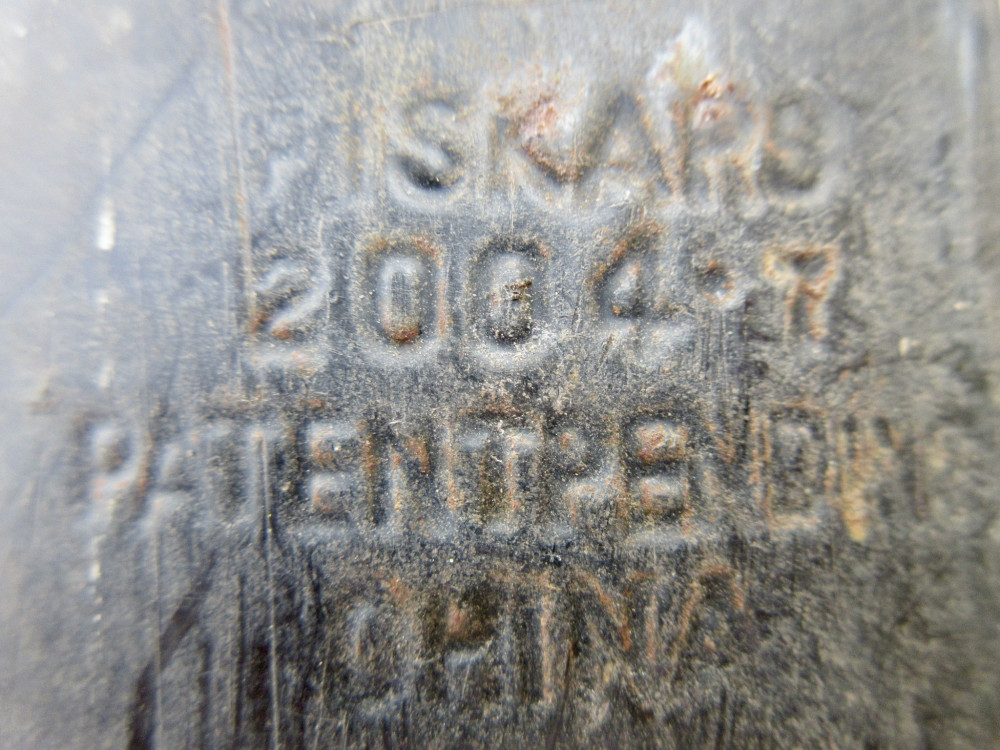 FISKARS
2004
PATENT PENDING
CHINA